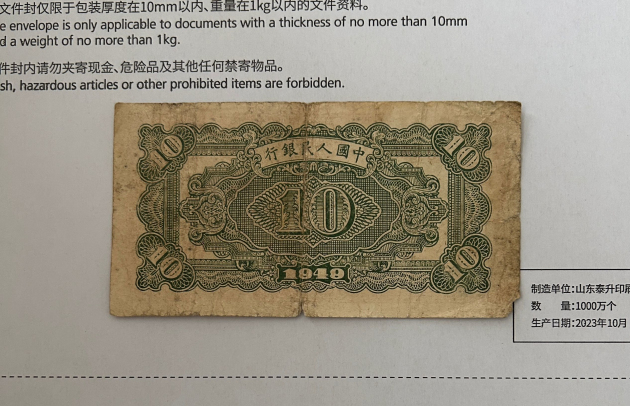 文件封仅限于包装厚度在10mm以内、重量在1kg以内的文件资料。
e envelope is only applicable to documents with a thickness of no more than 10mm
d a weight of no more than 1kg.
件封内请勿夹寄现金、危险品及其他任何禁寄物品。
sh, hazardous articles or other prohibited items are forbidden.
行銀民人國中
10 10
10
10 10
1949
制造单位:山东泰升印刷
数 量:1000万个
生产日期:2023年10月